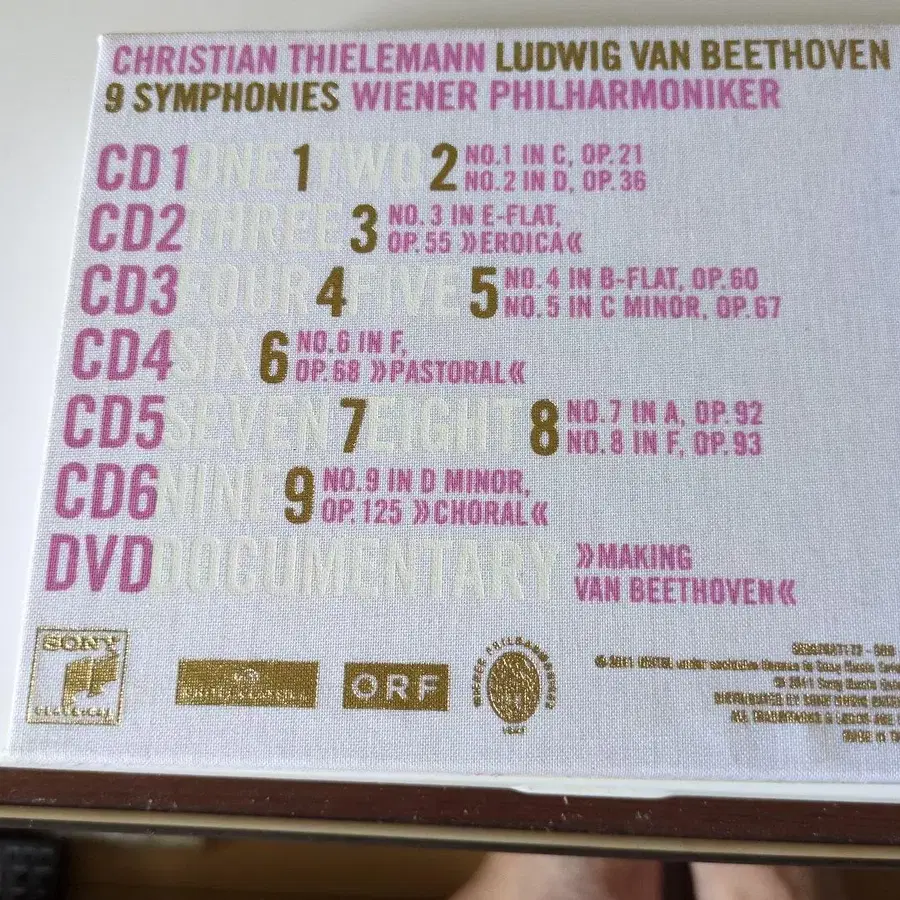 CHRISTIAN THIELEMANN LUDWIG VAN BEETHOVEN
9 SYMPHONIES WIENER PHILHARMONIKER
CD1 ONE 1 TWO 2 NO.1 IN C, OP.21
NO.2 IN D, OP.36
CD2 THREE 3 NO.3 IN E-FLAT,
OP.55 »EROICA«
CD3 FOUR 4 FIVE 5 NO.4 IN B-FLAT, OP.60
NO.5 IN C MINOR, OP.67
CD4 SIX 6 NO.6 IN F,
OP.68 »PASTORAL«
CD5 SEVEN 7 EIGHT 8 NO.7 IN A, OP.92
NO.8 IN F, OP.93
CD6 NINE 9 NO.9 IN D MINOR,
OP.125 »CHORAL«
DVD DOCUMENTARY »MAKING
VAN BEETHOVEN«
SONY
CLASSICAL
ORF
WIENER PHILHARMONIKER